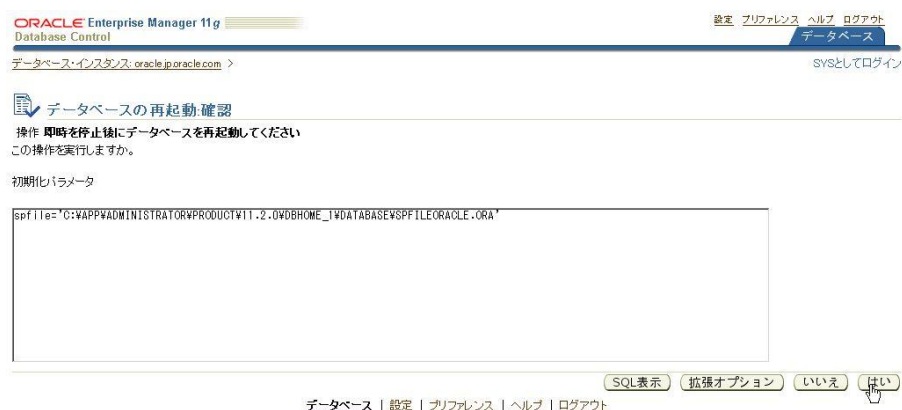 ORACLE Enterprise Manager 11g
Database Control
設定 プリファレンス ヘルプ ログアウト
データベース
データベース・インスタンス: oracle.jp.oracle.com >
SYSとしてログイン
データベースの再起動:確認
操作 即時を停止後にデータベースを再起動してください
この操作を実行しますか。
初期化パラメータ
spfile='C:¥APP¥ADMINISTRATOR¥PRODUCT¥11.2.0¥DBHOME_1¥DATABASE¥SPFILEORACLE.ORA'
SQL表示 拡張オプション いいえ はい
データベース | 設定 | プリファレンス | ヘルプ | ログアウト